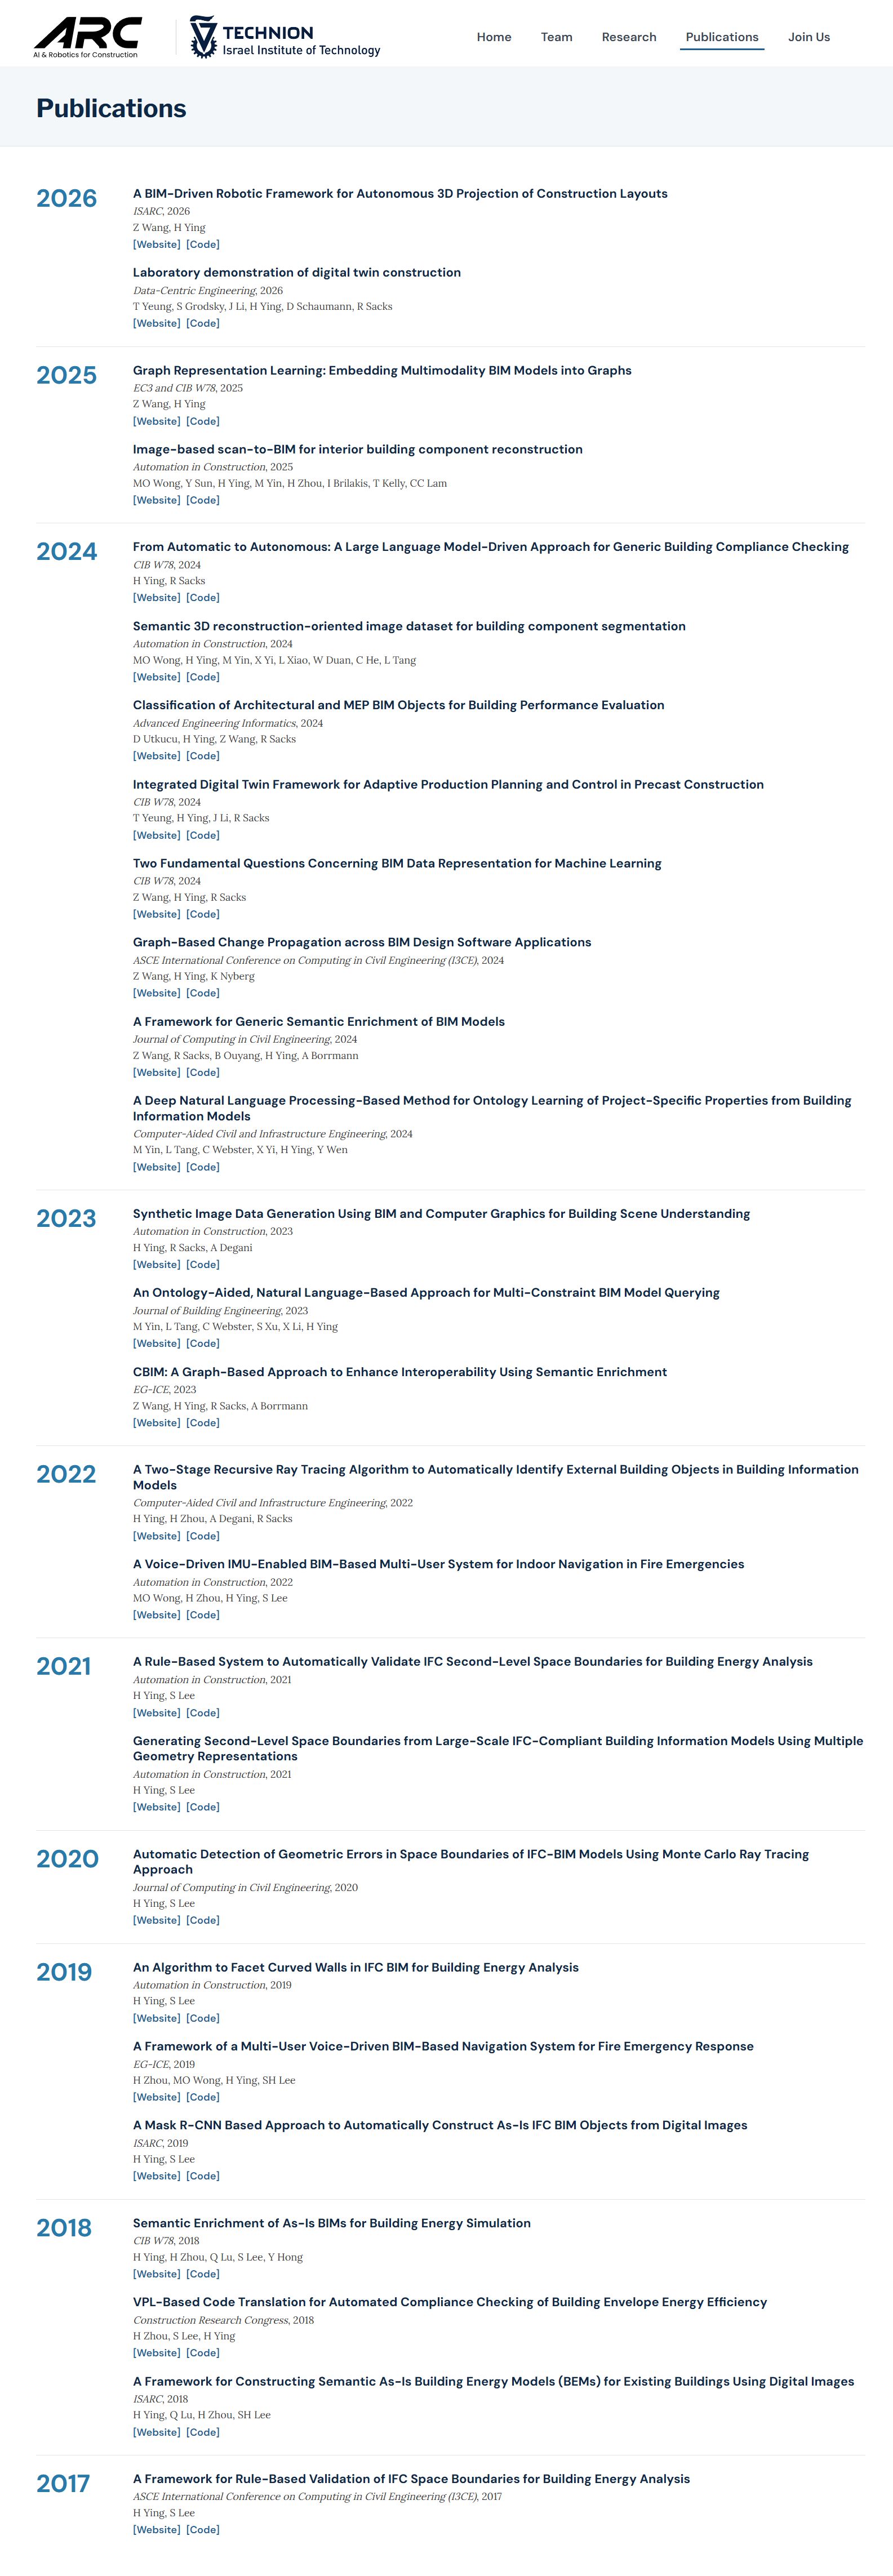 ARC
AI & Robotics for Construction
TECHNION
Israel Institute of Technology
Home
Team
Research
Publications
Join Us
Publications
2026
A BIM-Driven Robotic Framework for Autonomous 3D Projection of Construction Layouts
ISARC, 2026
Z Wang, H Ying
[Website] [Code]
Laboratory demonstration of digital twin construction
Data-Centric Engineering, 2026
T Yeung, S Grodsky, J Li, H Ying, D Schaumann, R Sacks
[Website] [Code]
2025
Graph Representation Learning: Embedding Multimodality BIM Models into Graphs
EC3 and CIB W78, 2025
Z Wang, H Ying
[Website] [Code]
Image-based scan-to-BIM for interior building component reconstruction
Automation in Construction, 2025
MO Wong, Y Sun, H Ying, M Yin, H Zhou, I Brilakis, T Kelly, CC Lam
[Website] [Code]
2024
From Automatic to Autonomous: A Large Language Model-Driven Approach for Generic Building Compliance Checking
CIB W78, 2024
H Ying, R Sacks
[Website] [Code]
Semantic 3D reconstruction-oriented image dataset for building component segmentation
Automation in Construction, 2024
MO Wong, H Ying, M Yin, X Yi, L Xiao, W Duan, C He, L Tang
[Website] [Code]
Classification of Architectural and MEP BIM Objects for Building Performance Evaluation
Advanced Engineering Informatics, 2024
D Utkucu, H Ying, Z Wang, R Sacks
[Website] [Code]
Integrated Digital Twin Framework for Adaptive Production Planning and Control in Precast Construction
CIB W78, 2024
T Yeung, H Ying, J Li, R Sacks
[Website] [Code]
Two Fundamental Questions Concerning BIM Data Representation for Machine Learning
CIB W78, 2024
Z Wang, H Ying, R Sacks
[Website] [Code]
Graph-Based Change Propagation across BIM Design Software Applications
ASCE International Conference on Computing in Civil Engineering (I3CE), 2024
Z Wang, H Ying, K Nyberg
[Website] [Code]
A Framework for Generic Semantic Enrichment of BIM Models
Journal of Computing in Civil Engineering, 2024
Z Wang, R Sacks, B Ouyang, H Ying, A Borrmann
[Website] [Code]
A Deep Natural Language Processing-Based Method for Ontology Learning of Project-Specific Properties from Building
Information Models
Computer-Aided Civil and Infrastructure Engineering, 2024
M Yin, L Tang, C Webster, X Yi, H Ying, Y Wen
[Website] [Code]
2023
Synthetic Image Data Generation Using BIM and Computer Graphics for Building Scene Understanding
Automation in Construction, 2023
H Ying, R Sacks, A Degani
[Website] [Code]
An Ontology-Aided, Natural Language-Based Approach for Multi-Constraint BIM Model Querying
Journal of Building Engineering, 2023
M Yin, L Tang, C Webster, S Xu, X Li, H Ying
[Website] [Code]
CBIM: A Graph-Based Approach to Enhance Interoperability Using Semantic Enrichment
EG-ICE, 2023
Z Wang, H Ying, R Sacks, A Borrmann
[Website] [Code]
2022
A Two-Stage Recursive Ray Tracing Algorithm to Automatically Identify External Building Objects in Building Information
Models
Computer-Aided Civil and Infrastructure Engineering, 2022
H Ying, H Zhou, A Degani, R Sacks
[Website] [Code]
A Voice-Driven IMU-Enabled BIM-Based Multi-User System for Indoor Navigation in Fire Emergencies
Automation in Construction, 2022
MO Wong, H Zhou, H Ying, S Lee
[Website] [Code]
2021
A Rule-Based System to Automatically Validate IFC Second-Level Space Boundaries for Building Energy Analysis
Automation in Construction, 2021
H Ying, S Lee
[Website] [Code]
Generating Second-Level Space Boundaries from Large-Scale IFC-Compliant Building Information Models Using Multiple
Geometry Representations
Automation in Construction, 2021
H Ying, S Lee
[Website] [Code]
2020
Automatic Detection of Geometric Errors in Space Boundaries of IFC-BIM Models Using Monte Carlo Ray Tracing
Approach
Journal of Computing in Civil Engineering, 2020
H Ying, S Lee
[Website] [Code]
2019
An Algorithm to Facet Curved Walls in IFC BIM for Building Energy Analysis
Automation in Construction, 2019
H Ying, S Lee
[Website] [Code]
A Framework of a Multi-User Voice-Driven BIM-Based Navigation System for Fire Emergency Response
EG-ICE, 2019
H Zhou, MO Wong, H Ying, SH Lee
[Website] [Code]
A Mask R-CNN Based Approach to Automatically Construct As-Is IFC BIM Objects from Digital Images
ISARC, 2019
H Ying, S Lee
[Website] [Code]
2018
Semantic Enrichment of As-Is BIMs for Building Energy Simulation
CIB W78, 2018
H Ying, H Zhou, Q Lu, S Lee, Y Hong
[Website] [Code]
VPL-Based Code Translation for Automated Compliance Checking of Building Envelope Energy Efficiency
Construction Research Congress, 2018
H Zhou, S Lee, H Ying
[Website] [Code]
A Framework for Constructing Semantic As-Is Building Energy Models (BEMs) for Existing Buildings Using Digital Images
ISARC, 2018
H Ying, Q Lu, H Zhou, SH Lee
[Website] [Code]
2017
A Framework for Rule-Based Validation of IFC Space Boundaries for Building Energy Analysis
ASCE International Conference on Computing in Civil Engineering (I3CE), 2017
H Ying, S Lee
[Website] [Code]